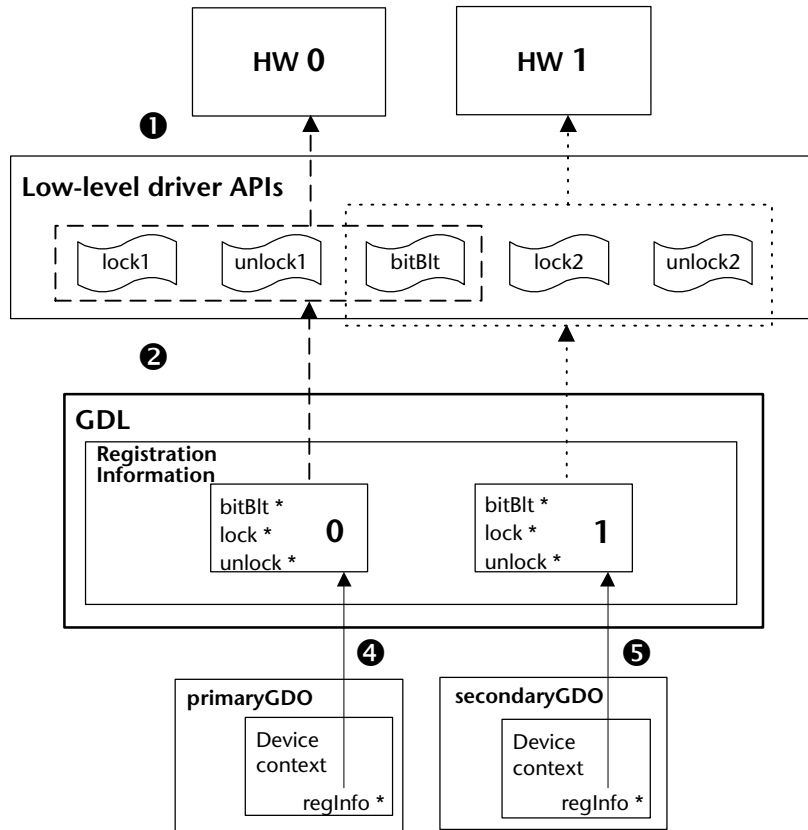 HW 0
HW 1
❶
Low-level driver APIs
lock1
unlock1
bitBlt
lock2
unlock2
❷
GDL
Registration
Information
bitBlt *
lock *
unlock *
0
bitBlt *
lock *
unlock *
1
❹
❺
primaryGDO
Device
context
regInfo *
secondaryGDO
Device
context
regInfo *